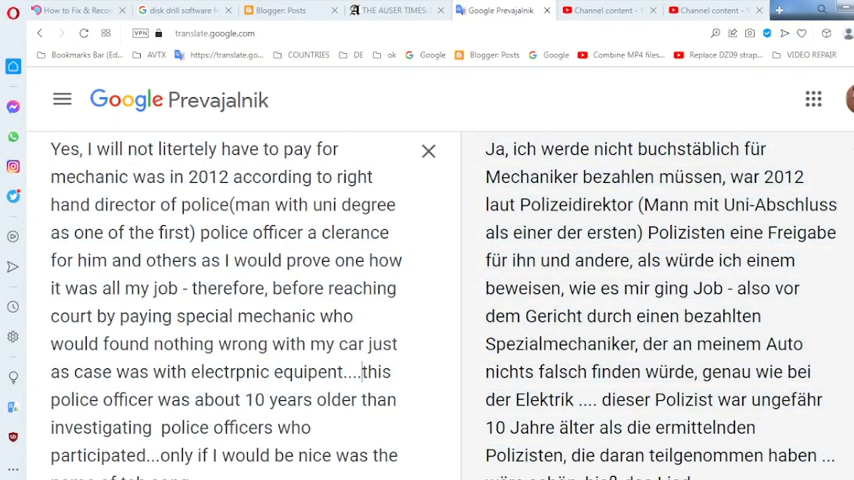 How to Fix & Recov
disk drill software f
Blogger: Posts
THE AUSER TIMES:
Google Prevajalnik
Channel content - Y
Channel content - Y
VPN
translate.google.com
Bookmarks Bar (Ed...
AVTX
https://translate.go...
COUNTRIES
DE
ok
Google
Blogger: Posts
Google
Combine MP4 files...
Replace DZ09 strap...
VIDEO REPAIR
Google Prevajalnik
Yes, I will not litertely have to pay for
mechanic was in 2012 according to right
hand director of police(man with uni degree
as one of the first) police officer a clerance
for him and others as I would prove one how
it was all my job - therefore, before reaching
court by paying special mechanic who
would found nothing wrong with my car just
as case was with electrpnic equipent....this
police officer was about 10 years older than
investigating police officers who
participated...only if I would be nice was the
Ja, ich werde nicht buchstäblich für
Mechaniker bezahlen müssen, war 2012
laut Polizeidirektor (Mann mit Uni-Abschluss
als einer der ersten) Polizisten eine Freigabe
für ihn und andere, als würde ich einem
beweisen, wie es mir ging Job - also vor
dem Gericht durch einen bezahlten
Spezialmechaniker, der an meinem Auto
nichts falsch finden würde, genau wie bei
der Elektrik .... dieser Polizist war ungefähr
10 Jahre älter als die ermittelnden
Polizisten, die daran teilgenommen haben ...